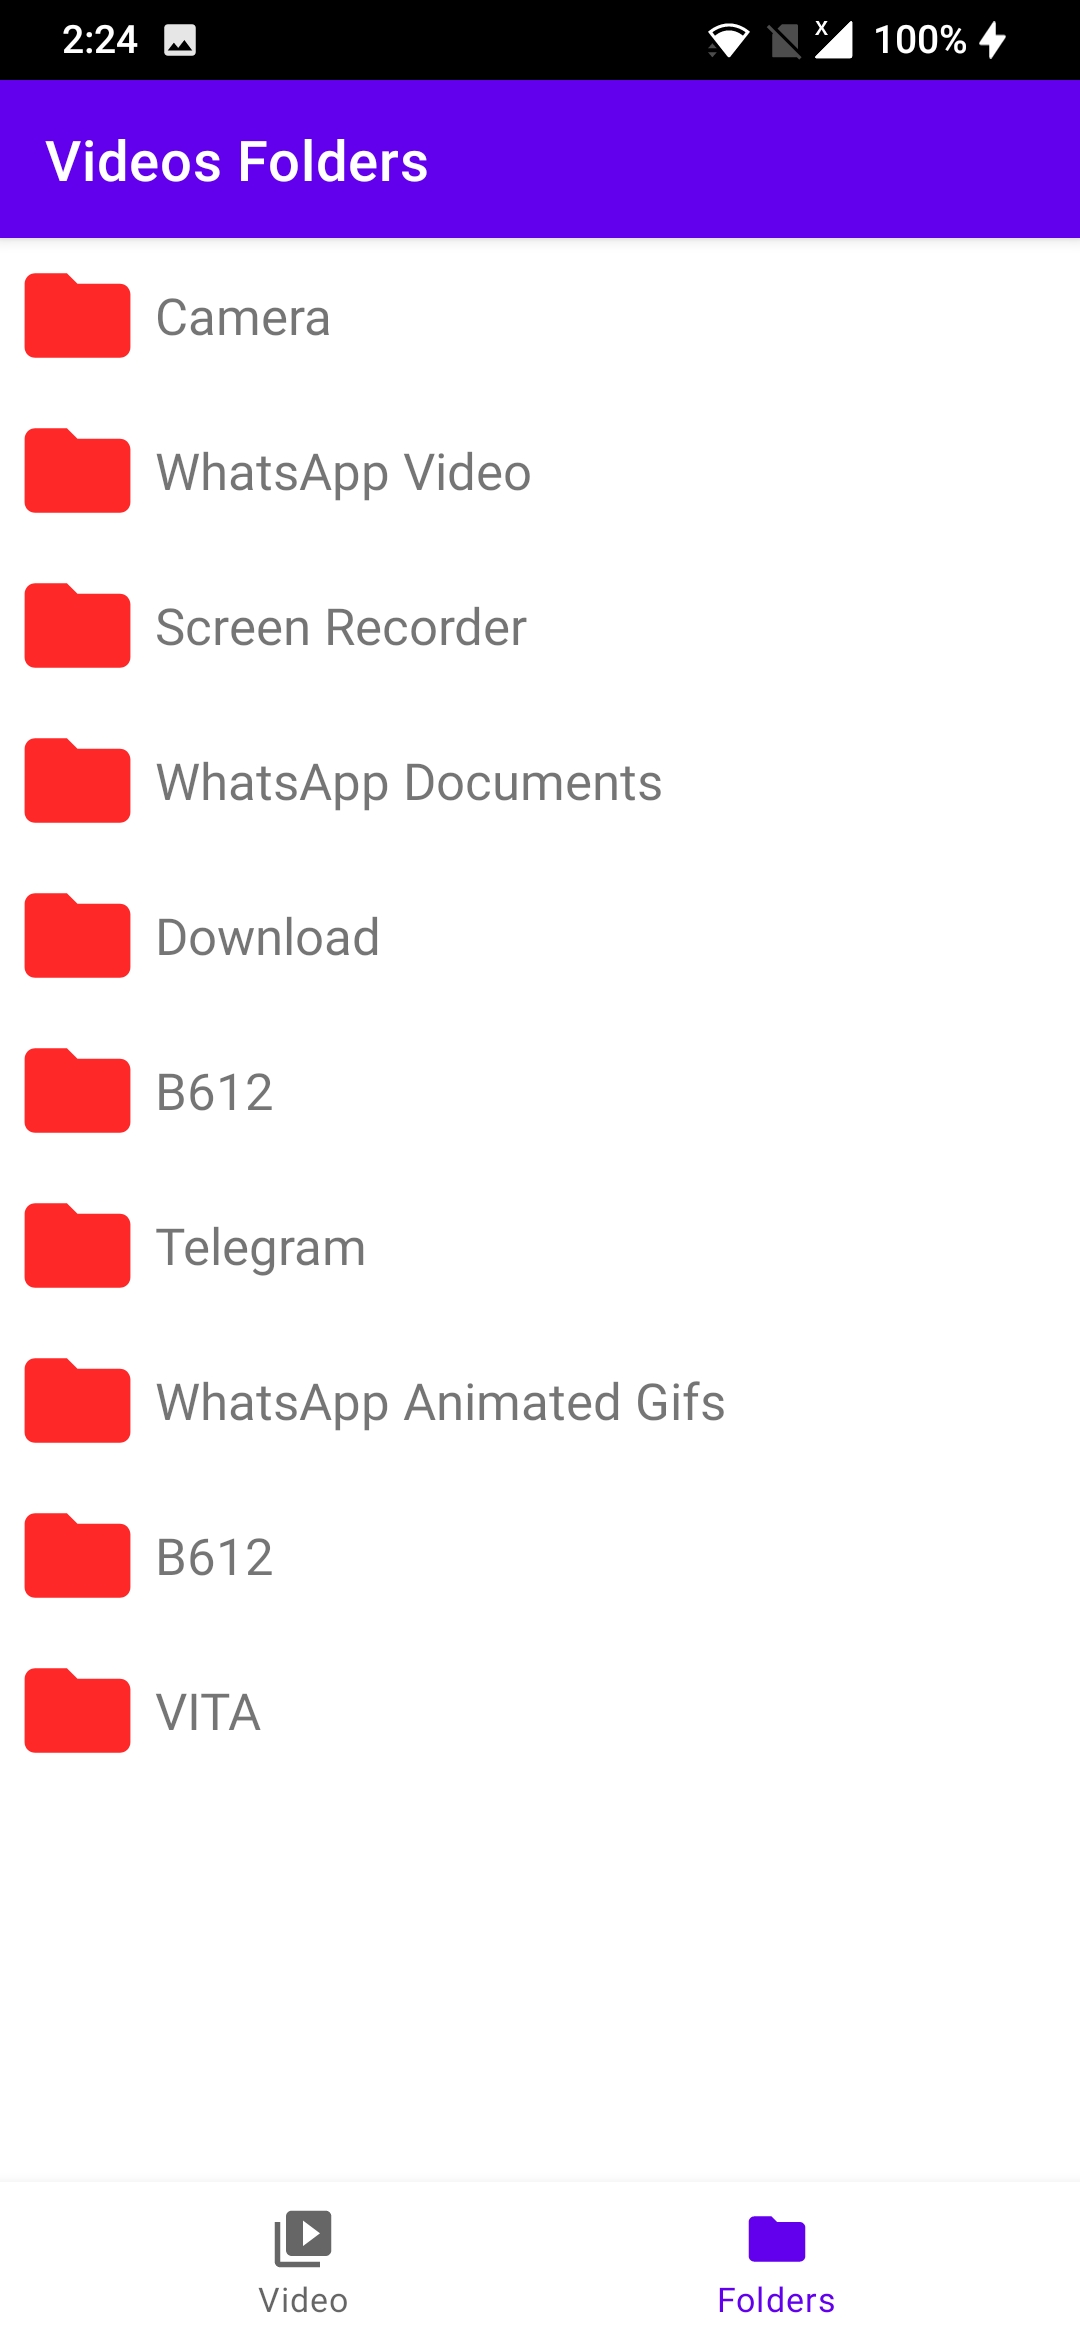 2:24
X
100%
Videos Folders
Camera
WhatsApp Video
Screen Recorder
WhatsApp Documents
Download
B612
Telegram
WhatsApp Animated Gifs
B612
VITA
Video
Folders